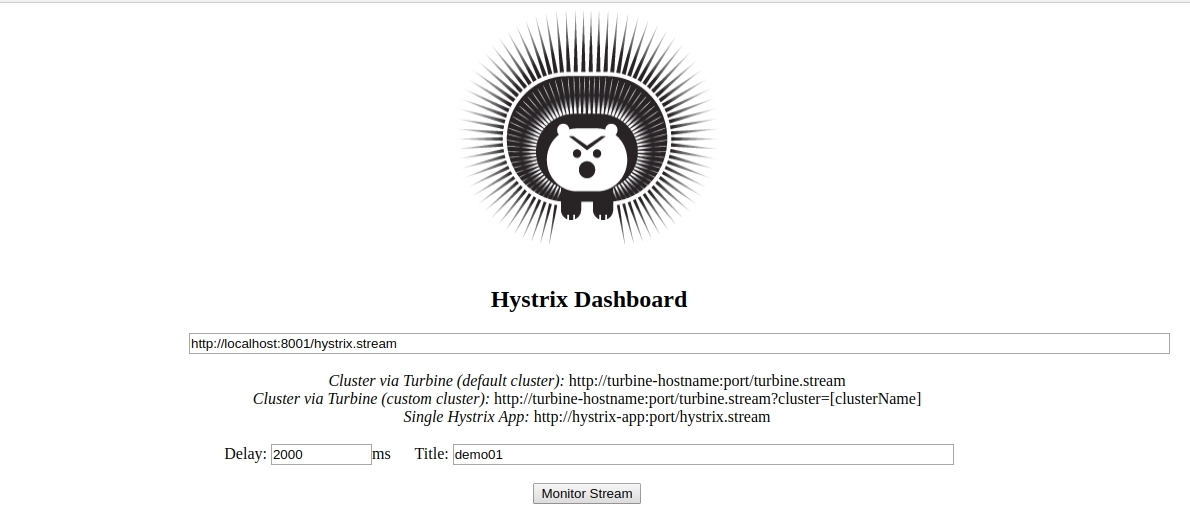 Hystrix Dashboard
http://localhost:8001/hystrix.stream
Cluster via Turbine (default cluster): http://turbine-hostname:port/turbine.stream
Cluster via Turbine (custom cluster): http://turbine-hostname:port/turbine.stream?cluster=[clusterName]
Single Hystrix App: http://hystrix-app:port/hystrix.stream
Delay: 2000 ms Title: demo01
Monitor Stream